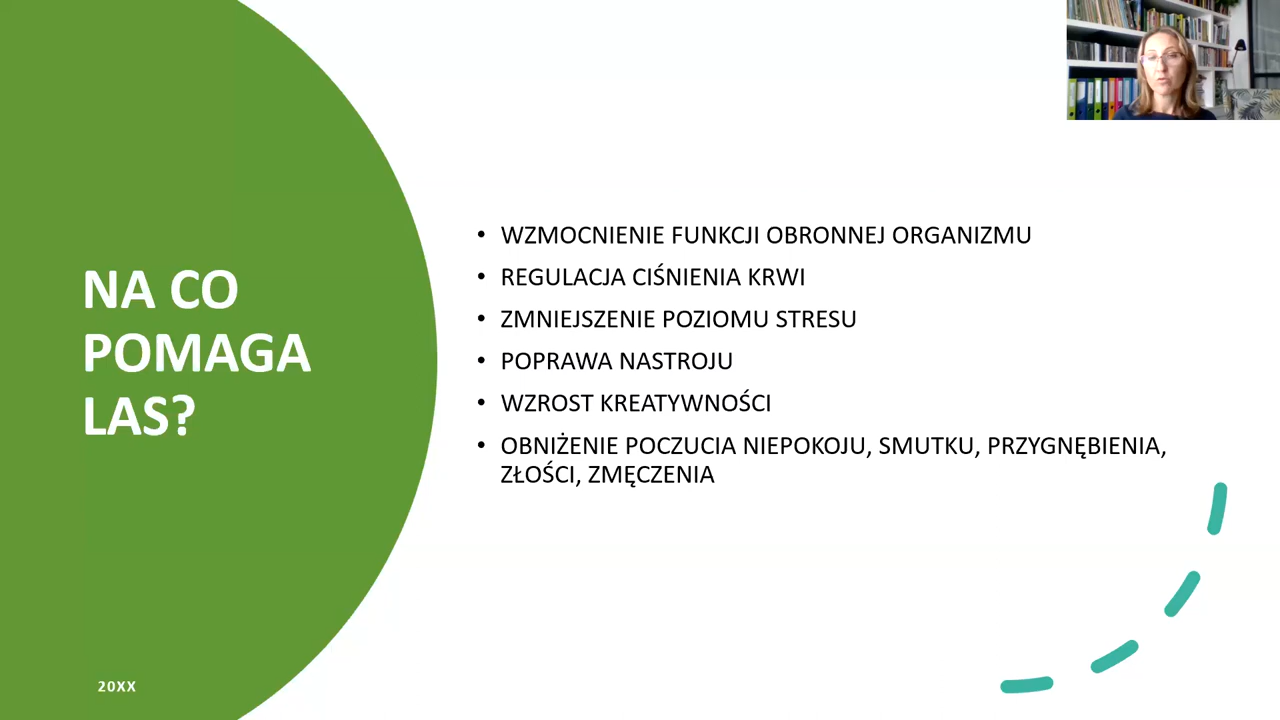 NA CO
POMAGA
LAS?
• WZMOCNIENIE FUNKCJI OBRONNEJ ORGANIZMU
• REGULACJA CIŚNIENIA KRWI
• ZMNIEJSZENIE POZIOMU STRESU
• POPRAWA NASTROJU
• WZROST KREATYWNOŚCI
• OBNIŻENIE POCZUCIA NIEPOKOJU, SMUTKU, PRZYGNĘBIENIA,
ZŁOŚCI, ZMĘCZENIA
20XX